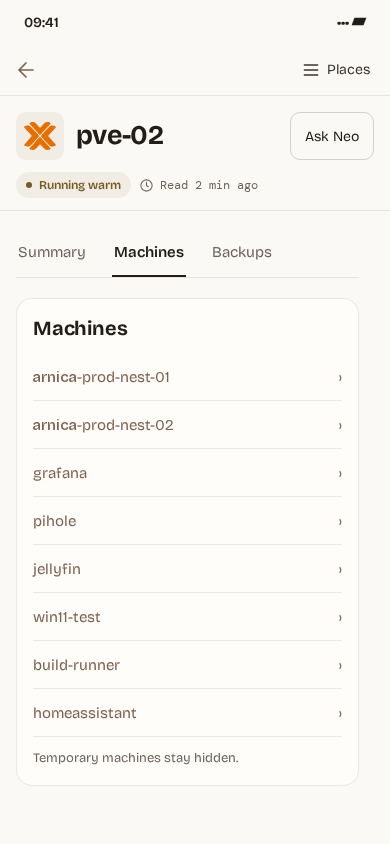 09:41
Places
pve-02
Ask Neo
Running warm
Read 2 min ago
Summary
Machines
Backups
Machines
arnica-prod-nest-01
arnica-prod-nest-02
grafana
pihole
jellyfin
win11-test
build-runner
homeassistant
Temporary machines stay hidden.